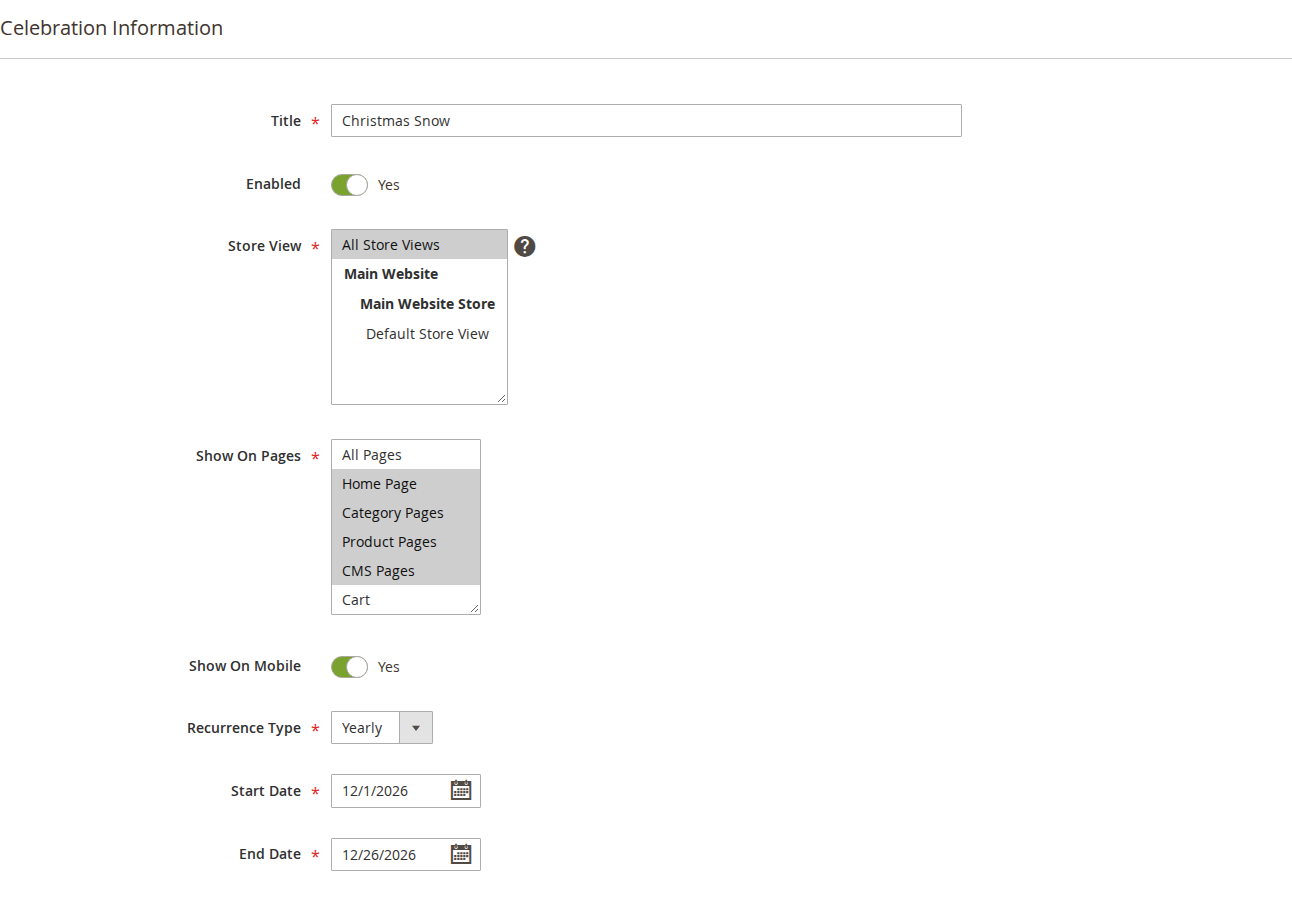 Celebration Information
Title * Christmas Snow
Enabled Yes
Store View * All Store Views ?
Main Website
Main Website Store
Default Store View
Show On Pages * All Pages
Home Page
Category Pages
Product Pages
CMS Pages
Cart
Show On Mobile Yes
Recurrence Type * Yearly
Start Date * 12/1/2026
End Date * 12/26/2026